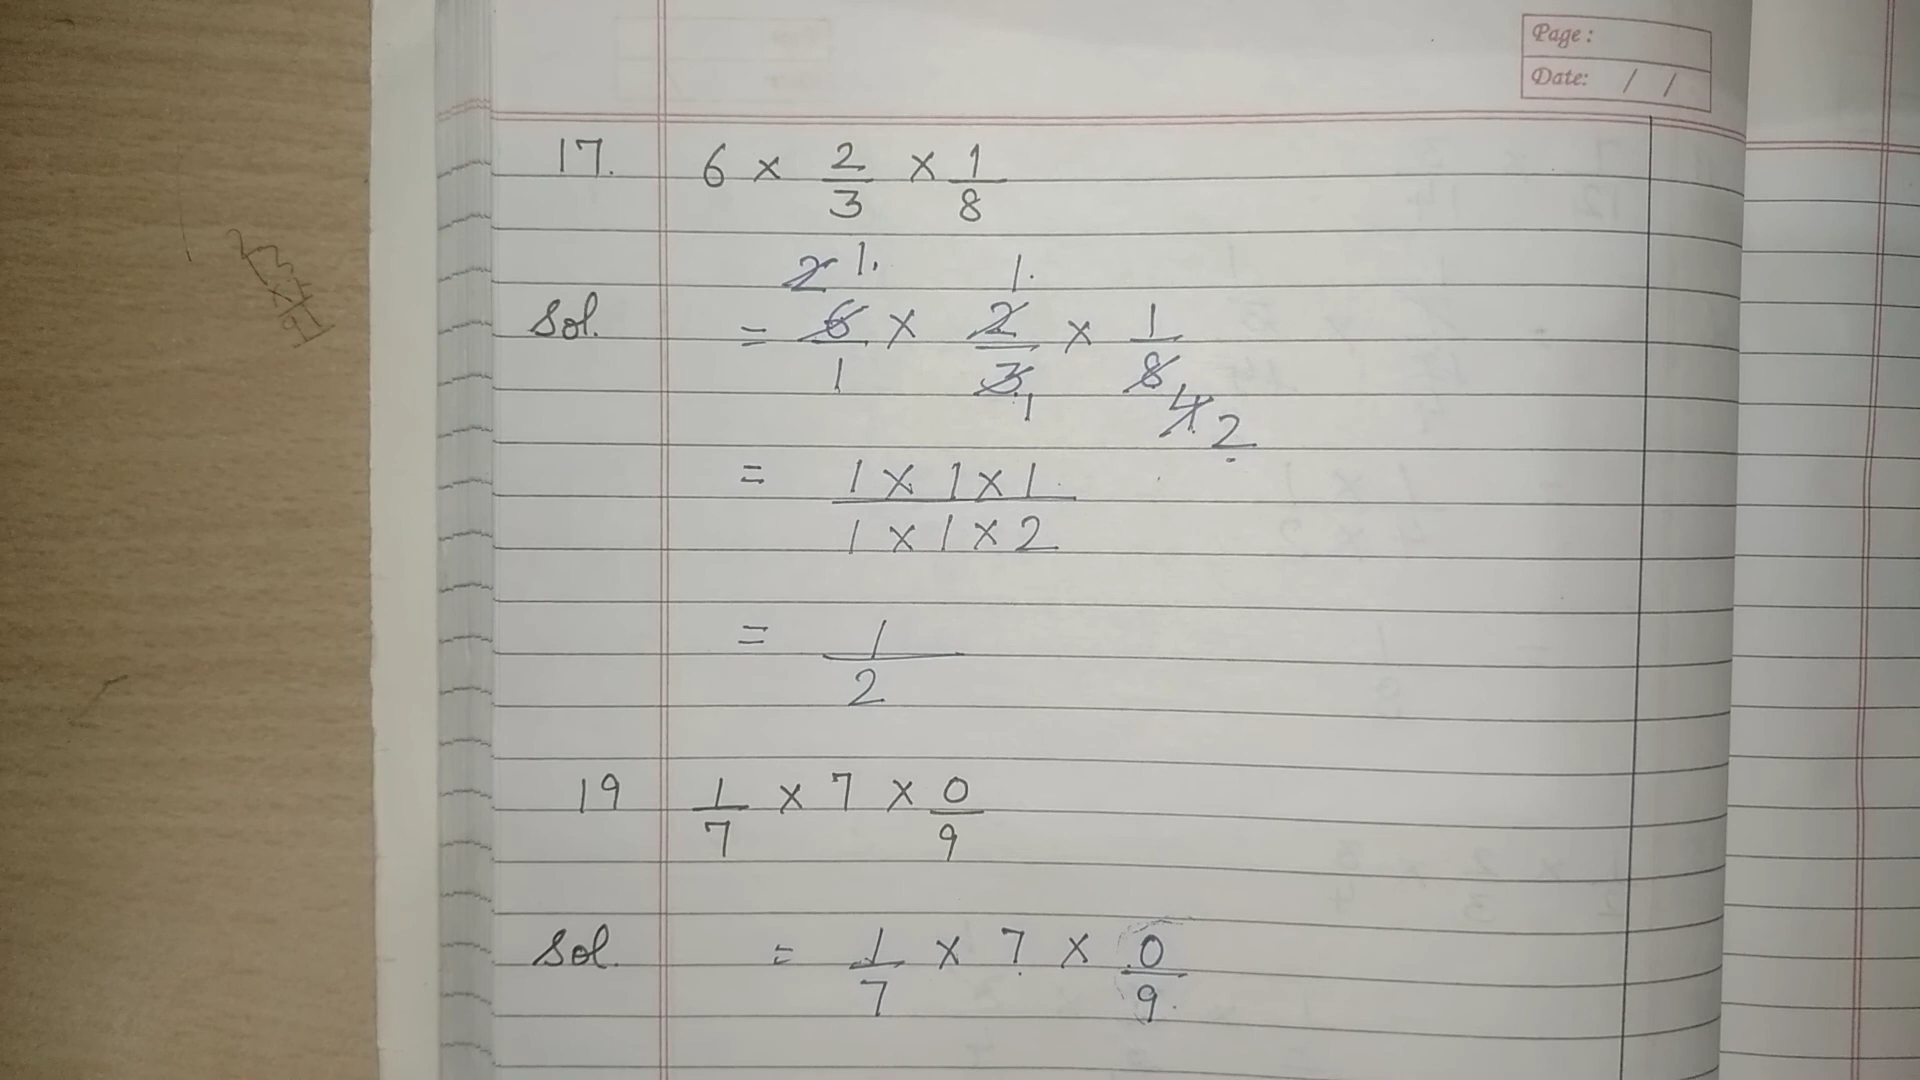 Page :
Date: / /
17. 6 × 2/3 × 1/8
2 1. 1.
Sol. = 6/1 × 2/3 × 1/8
1 4 2
= 1 × 1 × 1 / 1 × 1 × 2
= 1/2
19 1/7 × 7 × 0/9
Sol. = 1/7 × 7 × 0/9.